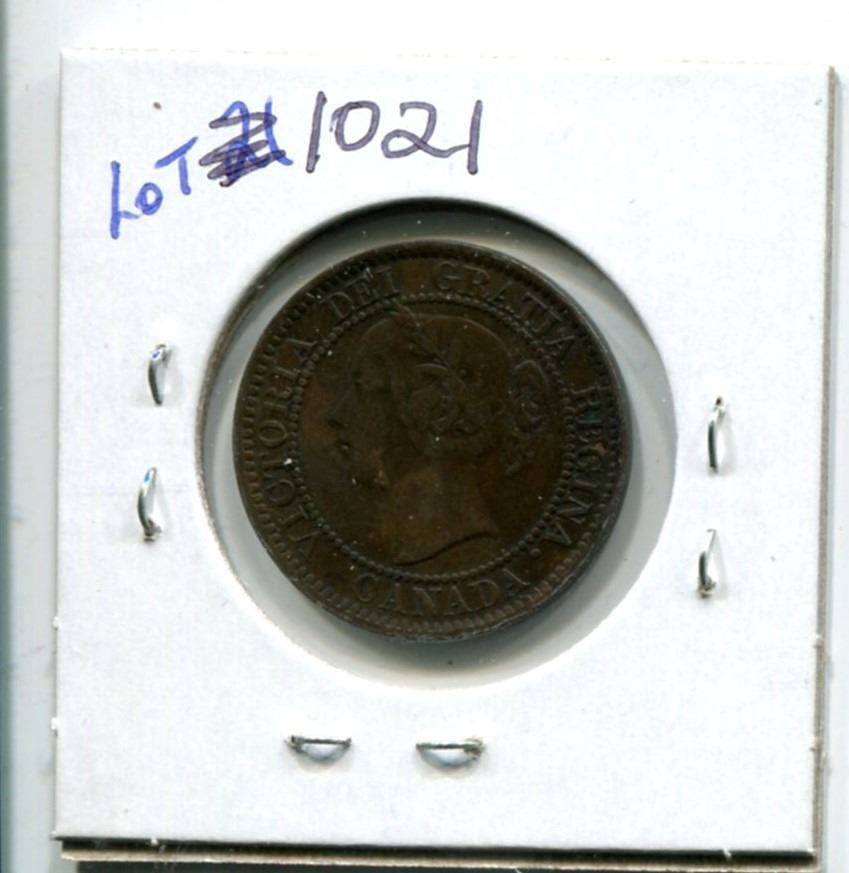 LOT 1021
VICTORIA DEI GRATIA REGINA.
CANADA